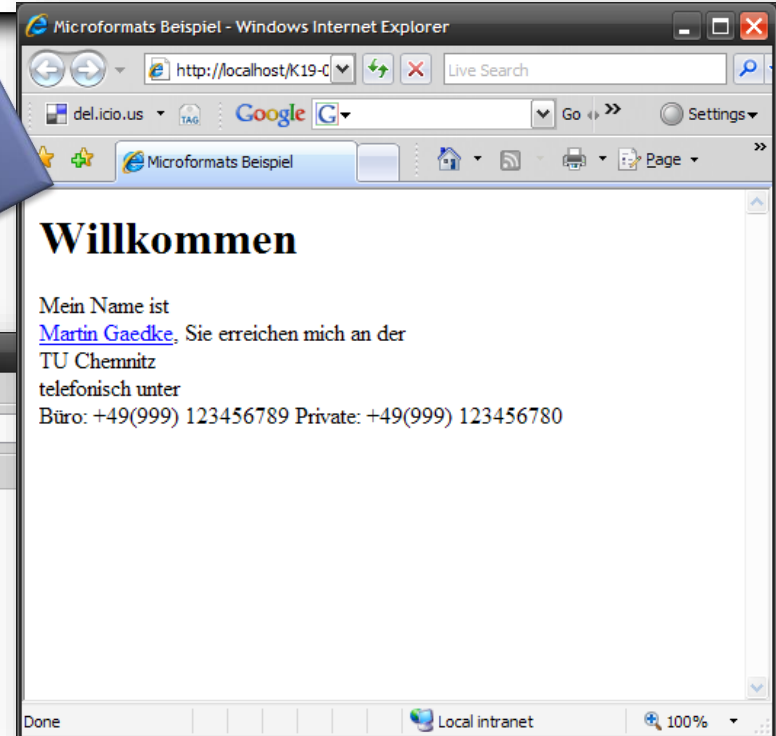 Microformats Beispiel - Windows Internet Explorer
http://localhost/K19-0
Live Search
del.icio.us TAG Google G Go Settings
Microformats Beispiel Page
Willkommen
Mein Name ist
Martin Gaedke, Sie erreichen mich an der
TU Chemnitz
telefonisch unter
Büro: +49(999) 123456789 Private: +49(999) 123456780
Done Local intranet 100%